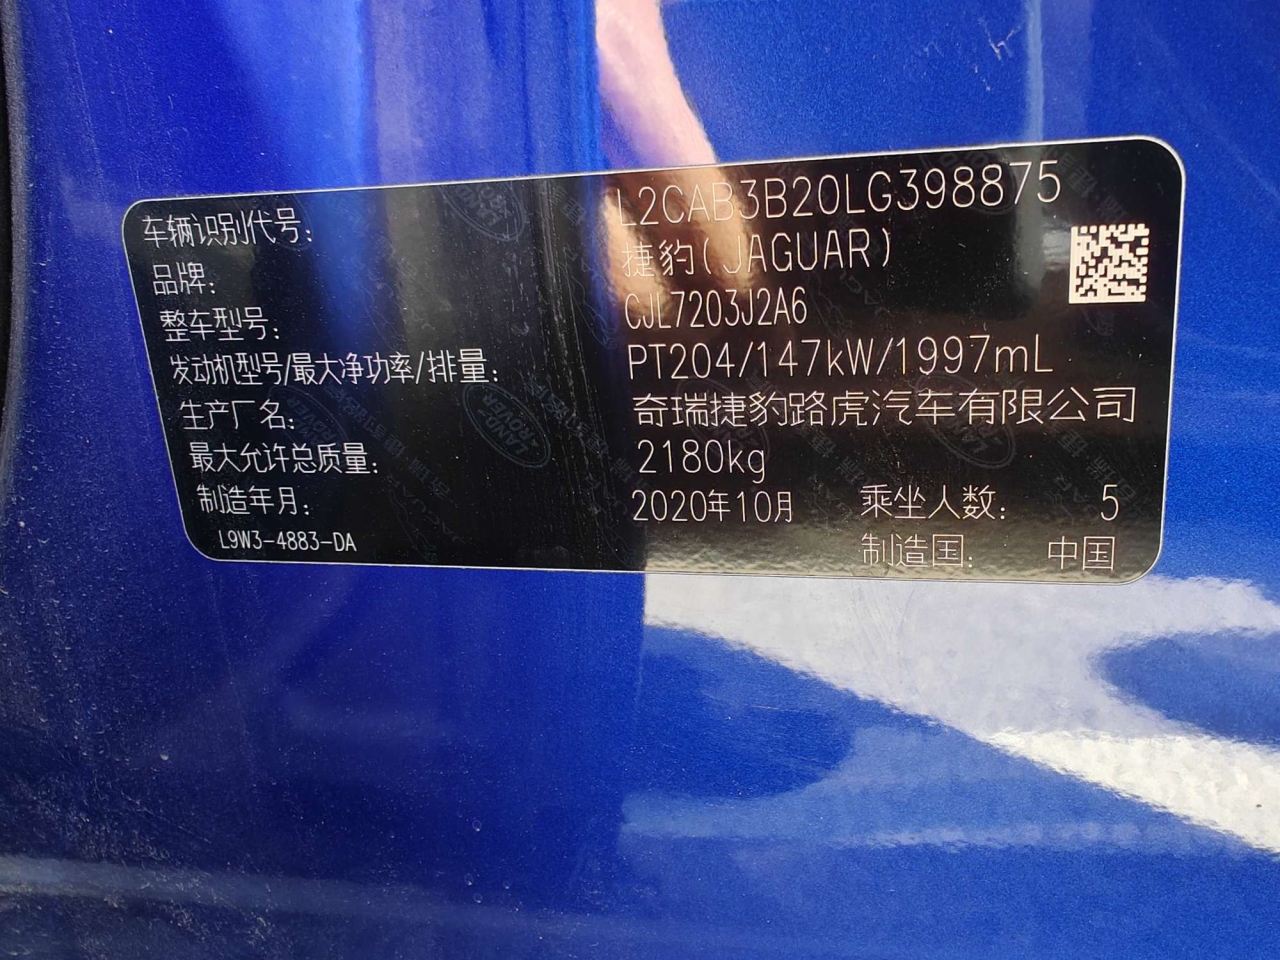 车辆识别代号: L2CAB3B20LG398875
品牌: 捷豹(JAGUAR)
整车型号: CJL7203J2A6
发动机型号/最大净功率/排量: PT204/147kW/1997mL
生产厂名: 奇瑞捷豹路虎汽车有限公司
最大允许总质量: 2180kg
制造年月: 2020年10月 乘坐人数: 5
L9W3-4883-DA 制造国: 中国